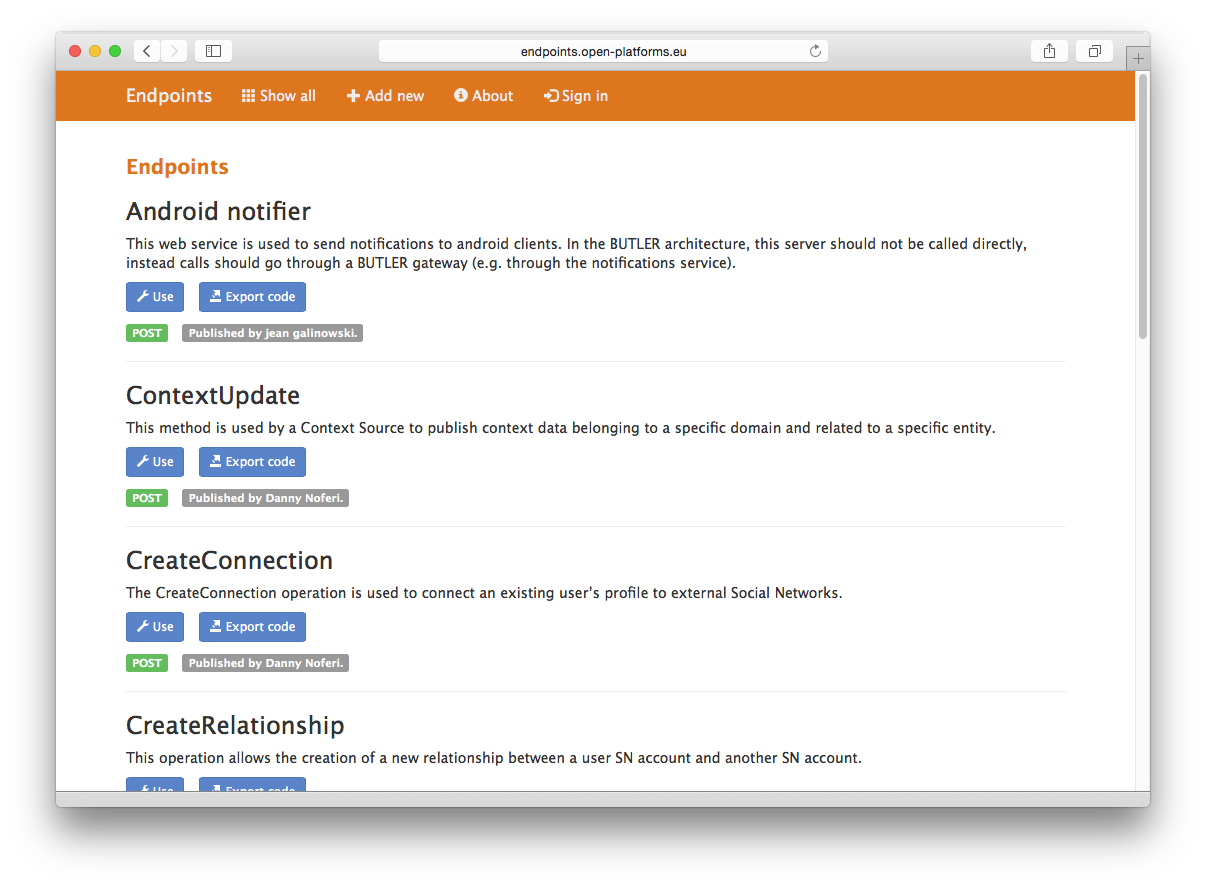 endpoints.open-platforms.eu
Endpoints Show all Add new About Sign in
Endpoints
Android notifier
This web service is used to send notifications to android clients. In the BUTLER architecture, this server should not be called directly,
instead calls should go through a BUTLER gateway (e.g. through the notifications service).
Use Export code
POST Published by jean galinowski.
ContextUpdate
This method is used by a Context Source to publish context data belonging to a specific domain and related to a specific entity.
Use Export code
POST Published by Danny Noferi.
CreateConnection
The CreateConnection operation is used to connect an existing user's profile to external Social Networks.
Use Export code
POST Published by Danny Noferi.
CreateRelationship
This operation allows the creation of a new relationship between a user SN account and another SN account.
Use Export code